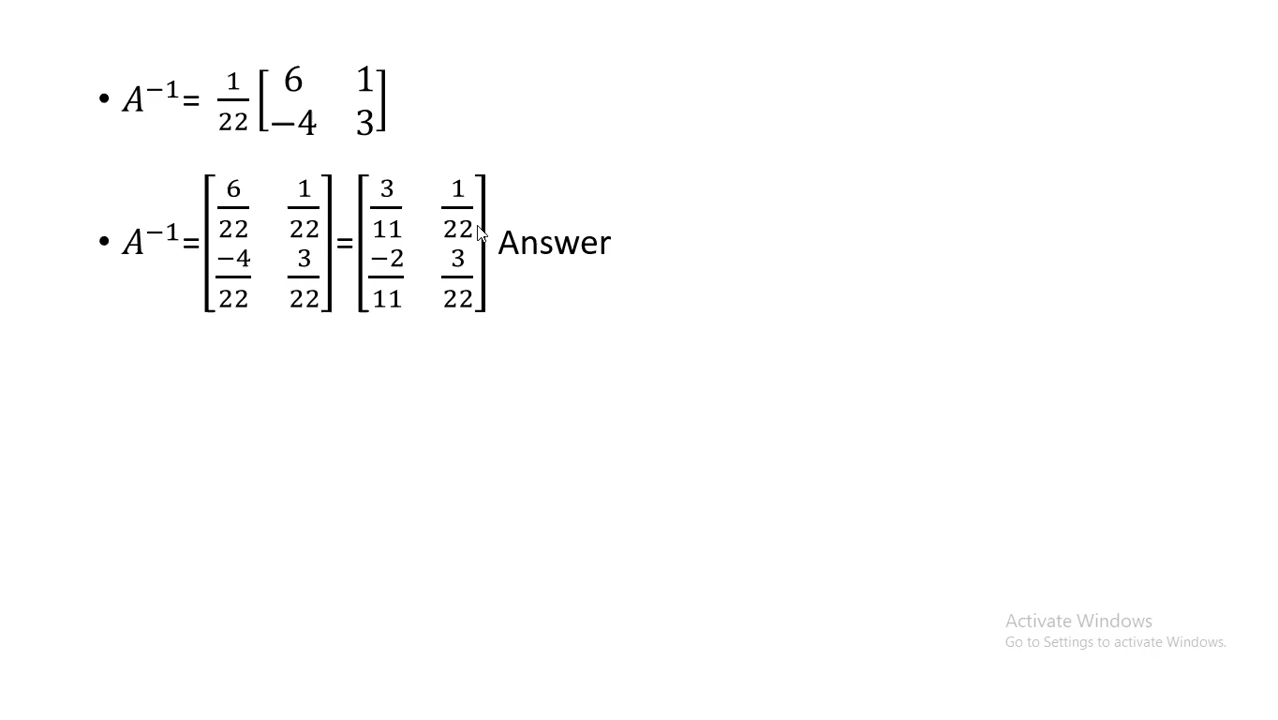 • A⁻¹= 1/22 [6 1
−4 3]
• A⁻¹= [6/22 1/22
−4/22 3/22] = [3/11 1/22
−2/11 3/22] Answer
Activate Windows
Go to Settings to activate Windows.